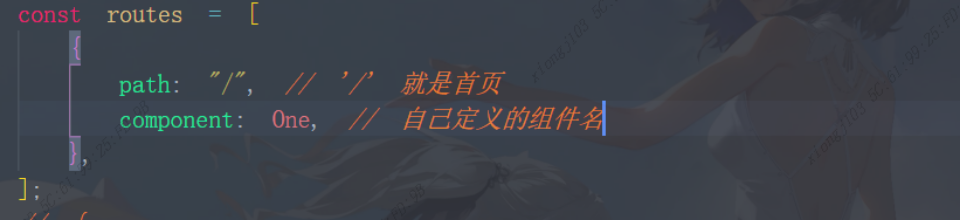 const routes = [
{
path: "/", // '/' 就是首页
component: One, // 自己定义的组件名
},
];
// {